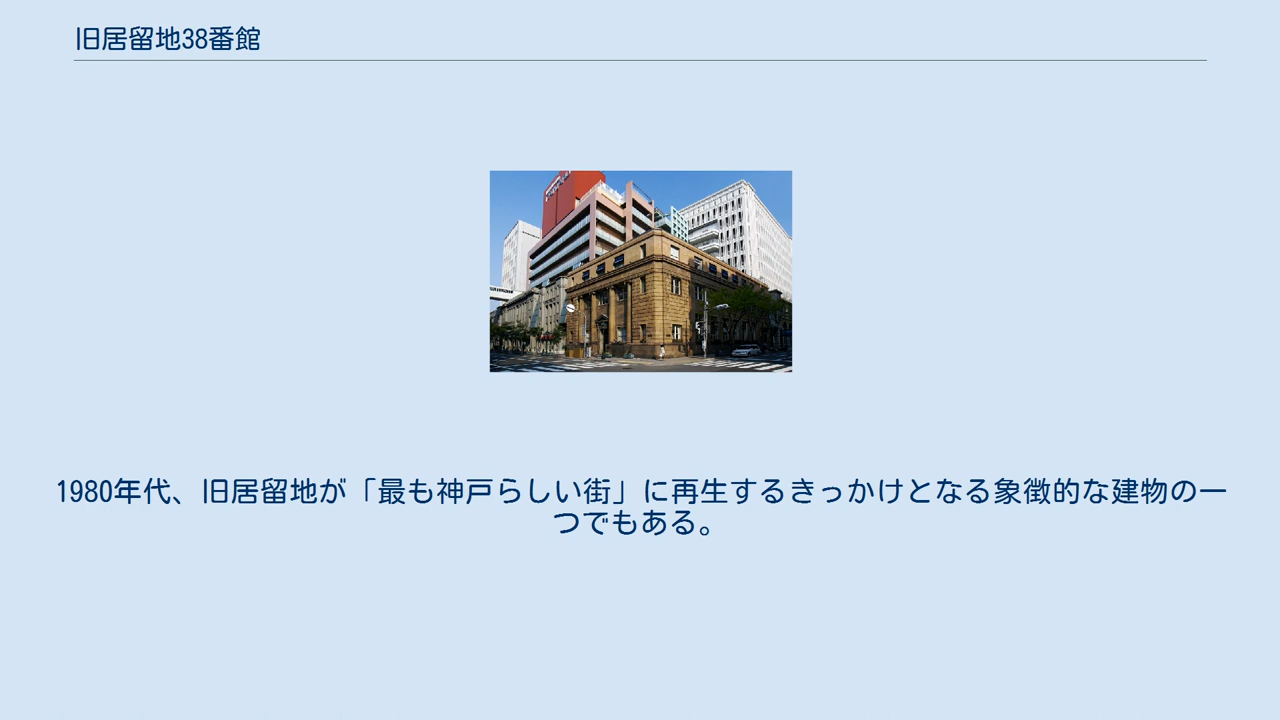 旧居留地38番館
1980年代、旧居留地が「最も神戸らしい街」に再生するきっかけとなる象徴的な建物の一
つでもある。